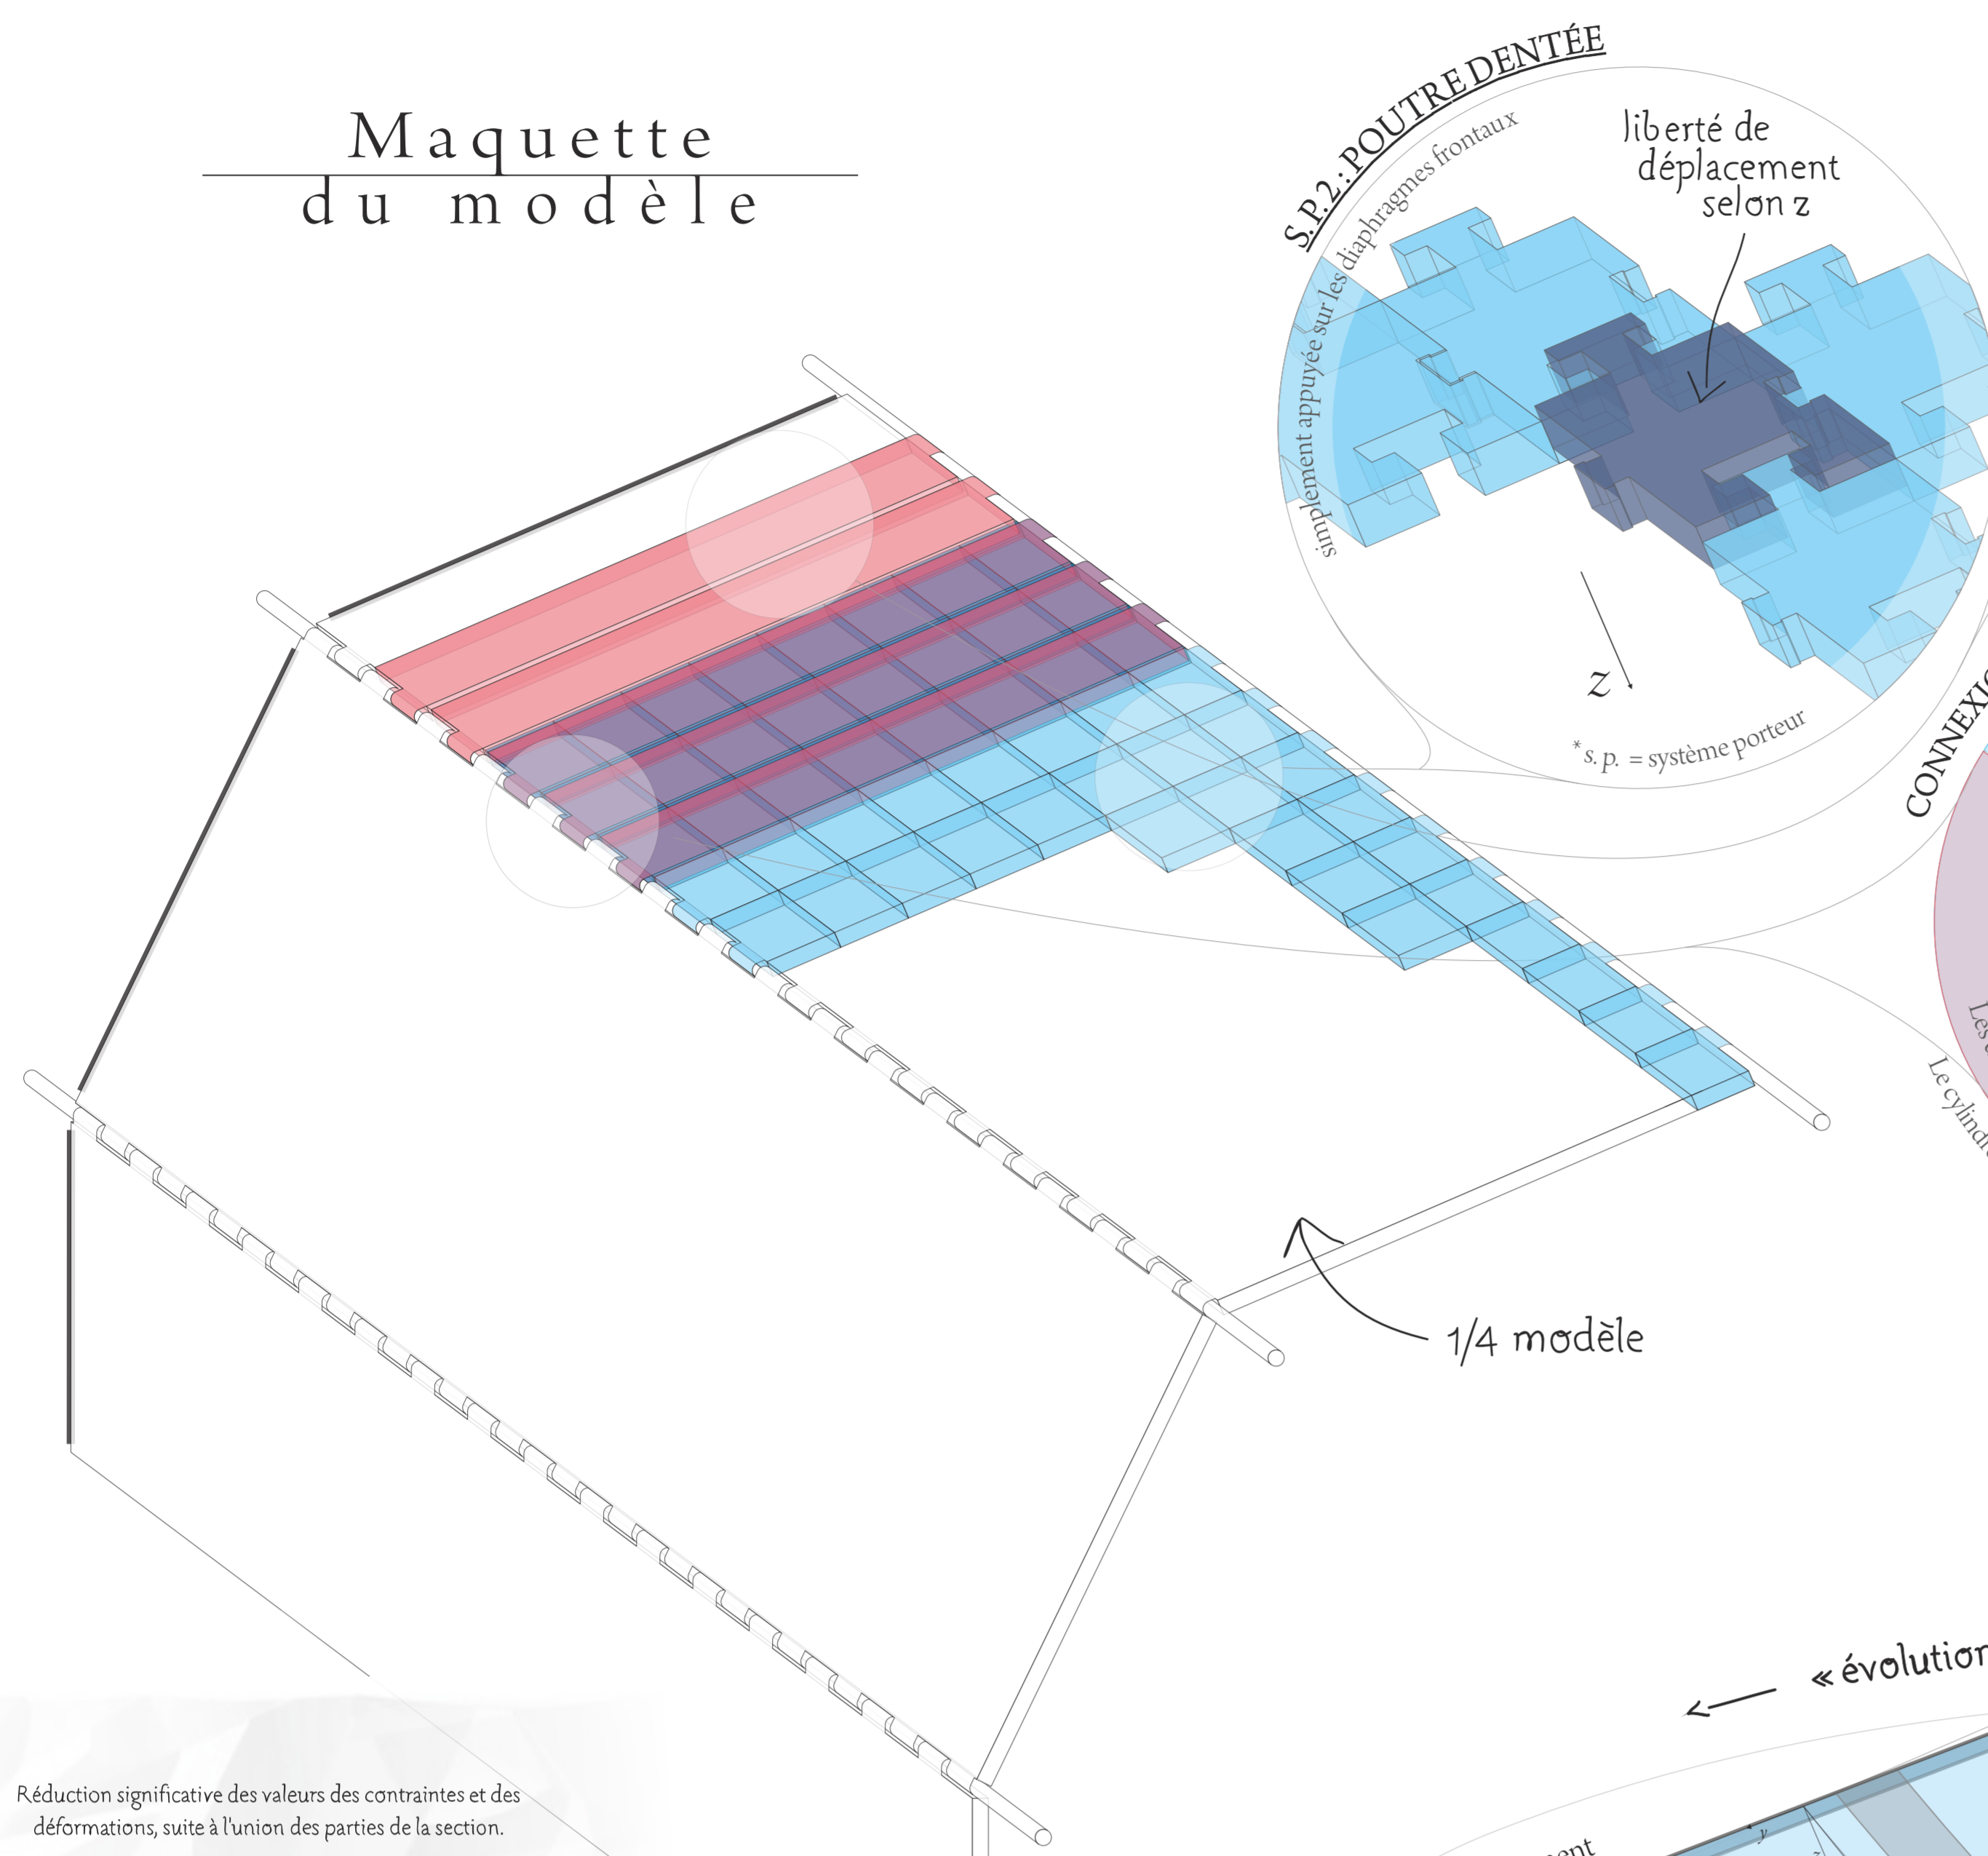 Maquette
du modèle
S.P.2 : POUTRE DENTÉE
simplement appuyée sur les diaphragmes frontaux
liberté de
déplacement
selon z
z
*s.p. = système porteur
1/4 modèle
« évolution
Réduction significative des valeurs des contraintes et des
déformations, suite à l'union des parties de la section.
y